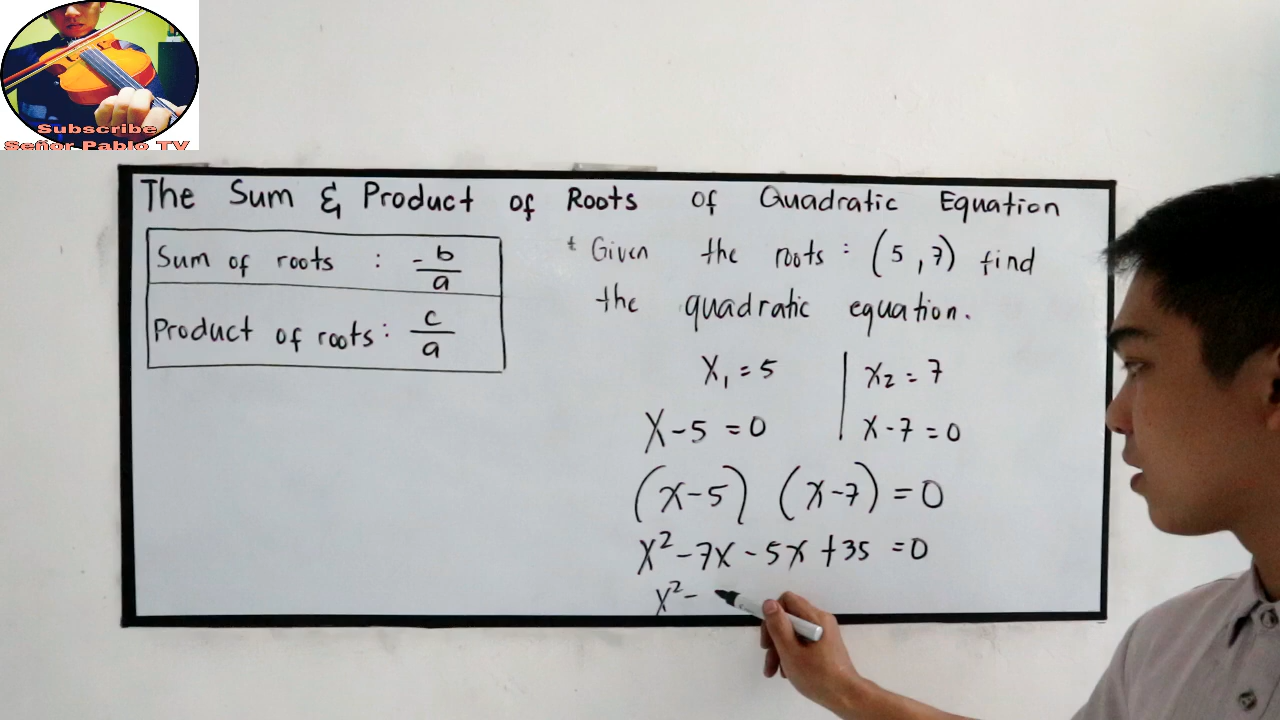 Subscribe
Señor Pablo TV
The Sum & Product of Roots of Quadratic Equation
Sum of roots : - b/a
Product of roots: c/a
* Given the roots : (5, 7) find
the quadratic equation.
x₁ = 5 | x₂ = 7
x - 5 = 0 | x - 7 = 0
(x - 5) (x - 7) = 0
x² - 7x - 5x + 35 = 0
x² -